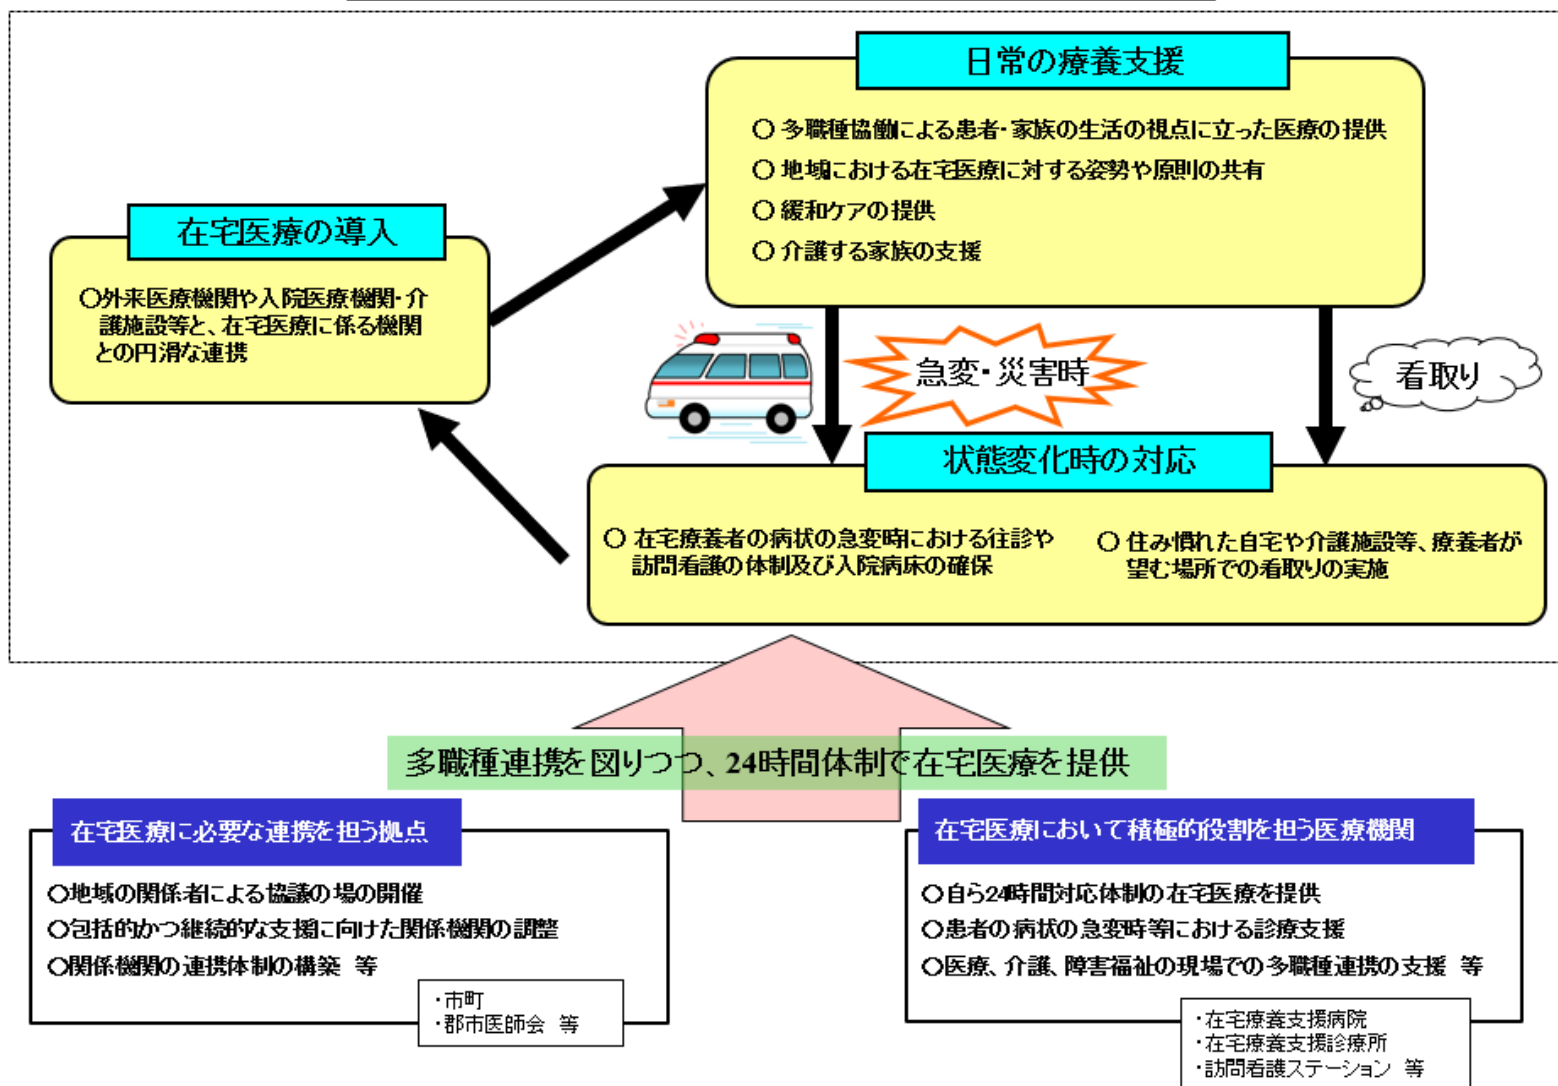 日常の療養支援
○ 多職種協働による患者・家族の生活の視点に立った医療の提供
○ 地域における在宅医療に対する姿勢や原則の共有
○ 緩和ケアの提供
○ 介護する家族の支援
在宅医療の導入
○外来医療機関や入院医療機関・介
護施設等と、在宅医療に係る機関
との円滑な連携
急変・災害時
看取り
状態変化時の対応
○ 在宅療養者の病状の急変時における往診や
訪問看護の体制及び入院病床の確保
○ 住み慣れた自宅や介護施設等、療養者が
望む場所での看取りの実施
多職種連携を図りつつ、24時間体制で在宅医療を提供
在宅医療に必要な連携を担う拠点
○地域の関係者による協議の場の開催
○包括的かつ継続的な支援に向けた関係機関の調整
○関係機関の連携体制の構築 等
・市町
・郡市医師会 等
在宅医療において積極的役割を担う医療機関
○自ら24時間対応体制の在宅医療を提供
○患者の病状の急変時等における診療支援
○医療、介護、障害福祉の現場での多職種連携の支援 等
・在宅療養支援病院
・在宅療養支援診療所
・訪問看護ステーション 等